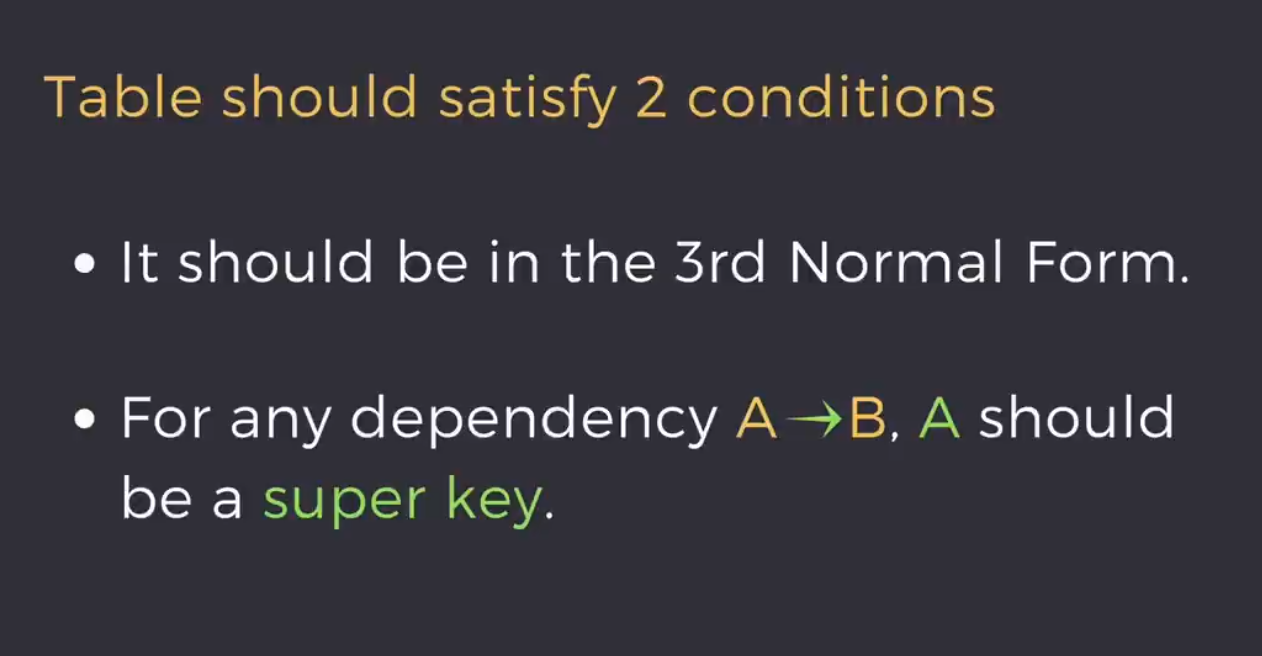 Table should satisfy 2 conditions
• It should be in the 3rd Normal Form.
• For any dependency A→B, A should
be a super key.